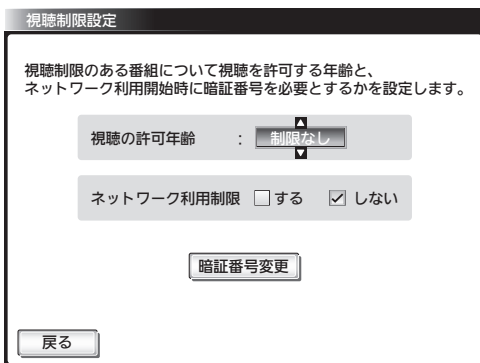 視聴制限設定
視聴制限のある番組について視聴を許可する年齢と、
ネットワーク利用開始時に暗証番号を必要とするかを設定します。
視聴の許可年齢 : 制限なし
ネットワーク利用制限 する しない
暗証番号変更
戻る